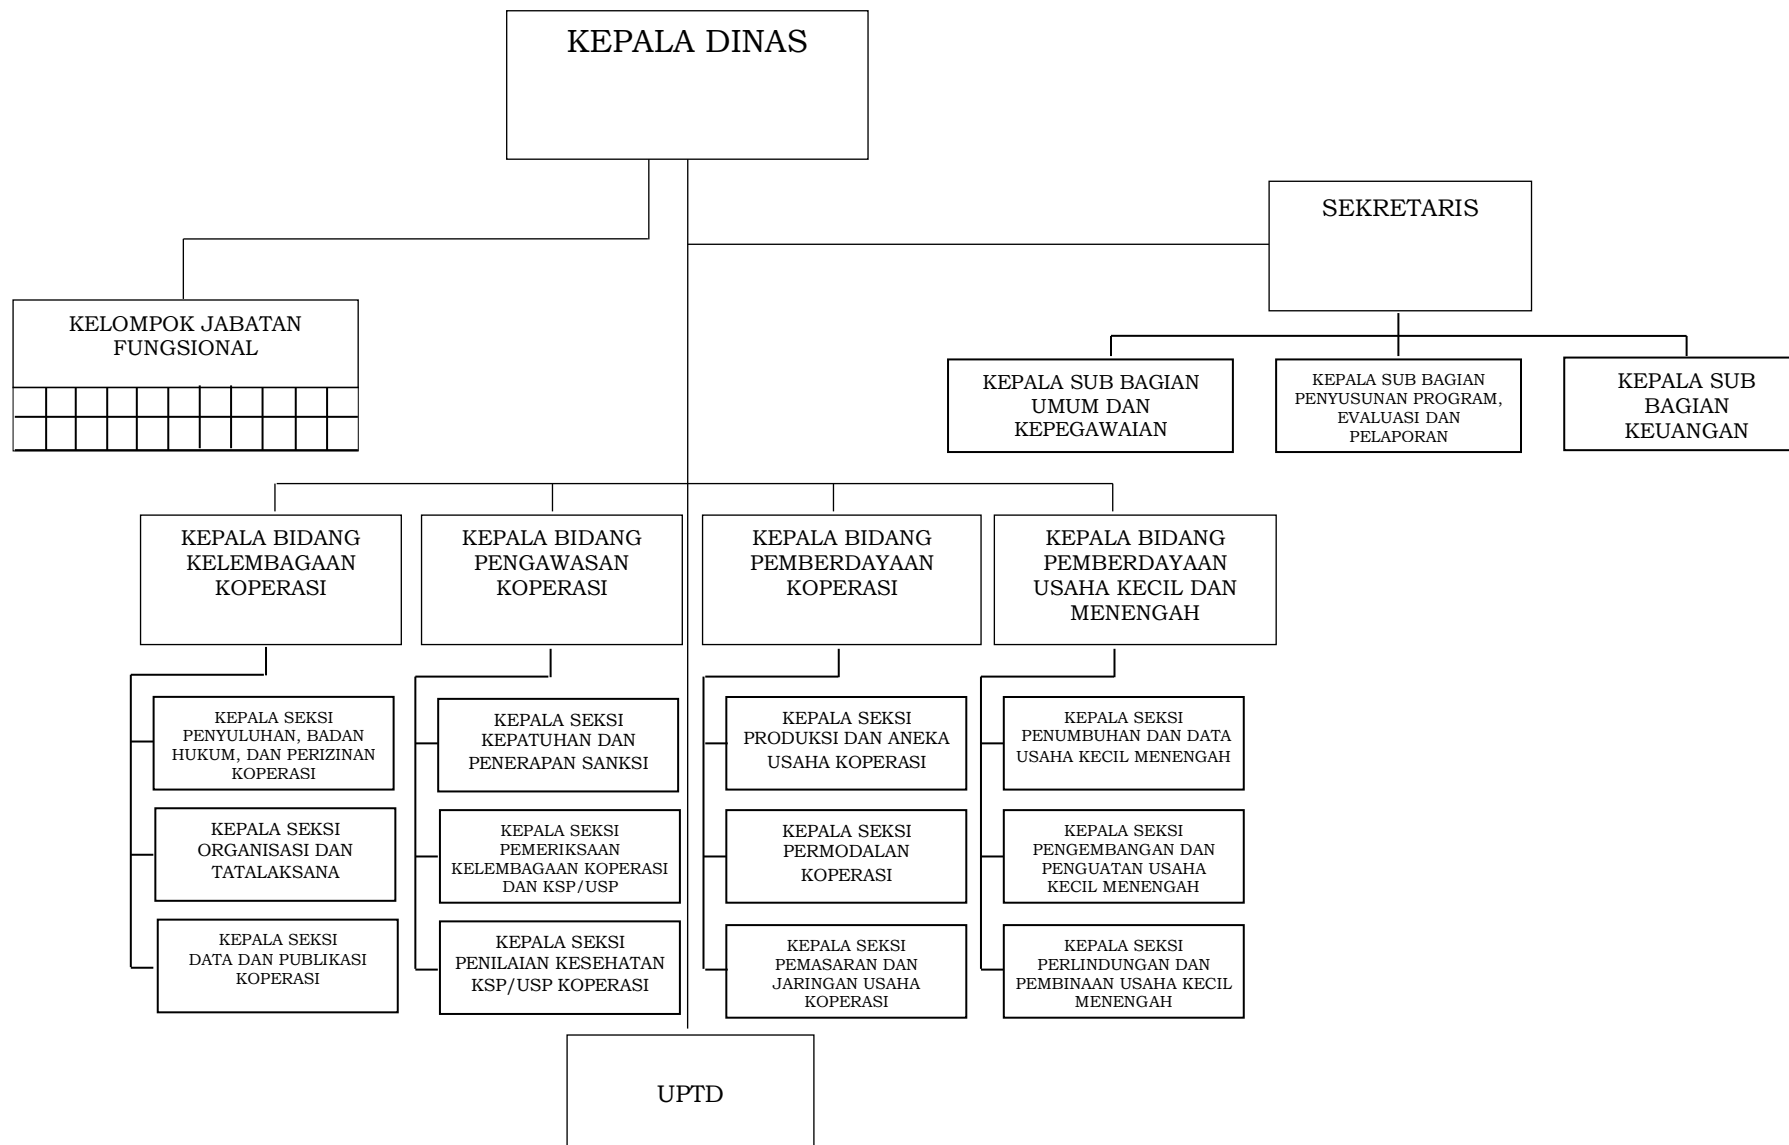 KEPALA DINAS
SEKRETARIS
KELOMPOK JABATAN
FUNGSIONAL
KEPALA SUB BAGIAN
UMUM DAN
KEPEGAWAIAN
KEPALA SUB BAGIAN
PENYUSUNAN PROGRAM,
EVALUASI DAN
PELAPORAN
KEPALA SUB
BAGIAN
KEUANGAN
KEPALA BIDANG
KELEMBAGAAN
KOPERASI
KEPALA BIDANG
PENGAWASAN
KOPERASI
KEPALA BIDANG
PEMBERDAYAAN
KOPERASI
KEPALA BIDANG
PEMBERDAYAAN
USAHA KECIL DAN
MENENGAH
KEPALA SEKSI
PENYULUHAN, BADAN
HUKUM, DAN PERIZINAN
KOPERASI
KEPALA SEKSI
KEPATUHAN DAN
PENERAPAN SANKSI
KEPALA SEKSI
PRODUKSI DAN ANEKA
USAHA KOPERASI
KEPALA SEKSI
PENUMBUHAN DAN DATA
USAHA KECIL MENENGAH
KEPALA SEKSI
ORGANISASI DAN
TATALAKSANA
KEPALA SEKSI
PEMERIKSAAN
KELEMBAGAAN KOPERASI
DAN KSP/USP
KEPALA SEKSI
PERMODALAN
KOPERASI
KEPALA SEKSI
PENGEMBANGAN DAN
PENGUATAN USAHA
KECIL MENENGAH
KEPALA SEKSI
DATA DAN PUBLIKASI
KOPERASI
KEPALA SEKSI
PENILAIAN KESEHATAN
KSP/USP KOPERASI
KEPALA SEKSI
PEMASARAN DAN
JARINGAN USAHA
KOPERASI
KEPALA SEKSI
PERLINDUNGAN DAN
PEMBINAAN USAHA KECIL
MENENGAH
UPTD